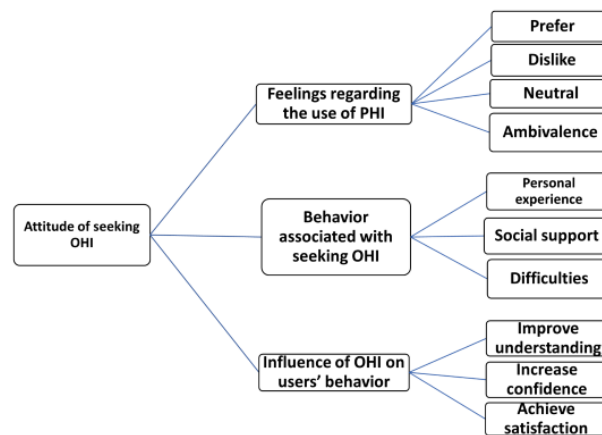 Attitude of seeking
OHI
Feelings regarding
the use of PHI
Prefer
Dislike
Neutral
Ambivalence
Behavior
associated with
seeking OHI
Personal
experience
Social support
Difficulties
Influence of OHI on
users' behavior
Improve
understanding
Increase
confidence
Achieve
satisfaction